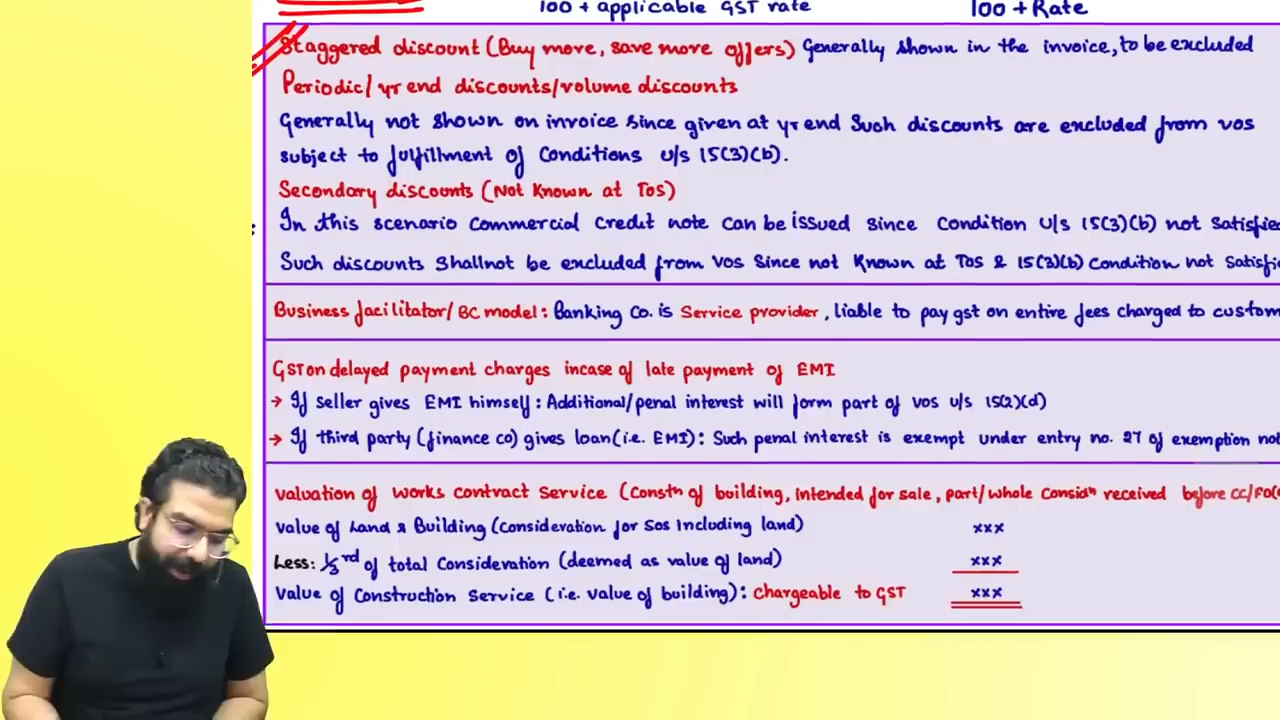 100 + applicable GST rate
100 + Rate
Staggered discount (Buy more, save more offers) Generally shown in the invoice, to be excluded
Periodic/yr end discounts/volume discounts
Generally not shown on invoice since given at yr end Such discounts are excluded from vos
subject to fulfillment of Conditions u/s 15(3)(b).
Secondary discounts (Not Known at TOS)
In this scenario Commercial Credit note can be issued since Condition u/s 15(3)(b) not Satisfie
Such discounts Shallnot be excluded from vos Since not Known at TOS & 15(3)(b) Condition not Satisfi
Business facilitator/BC model: Banking Co. is Service provider, liable to pay gst on entire fees charged to custom
GST on delayed payment charges incase of late payment of EMI
→ If seller gives EMI himself: Additional/penal interest will form part of vos u/s 15(2)(d)
→ If third party (finance co) gives loan (i.e. EMI): Such penal interest is exempt under entry no. 27 of exemption not
valuation of works contract service (Constn of building, intended for sale, part/whole Considn received before CC/FO
value of Land & Building (consideration for SOS including land) xxx
Less: 1/3rd of total Consideration (deemed as value of land) xxx
Value of Construction Service (i.e. value of building): chargeable to GST xxx